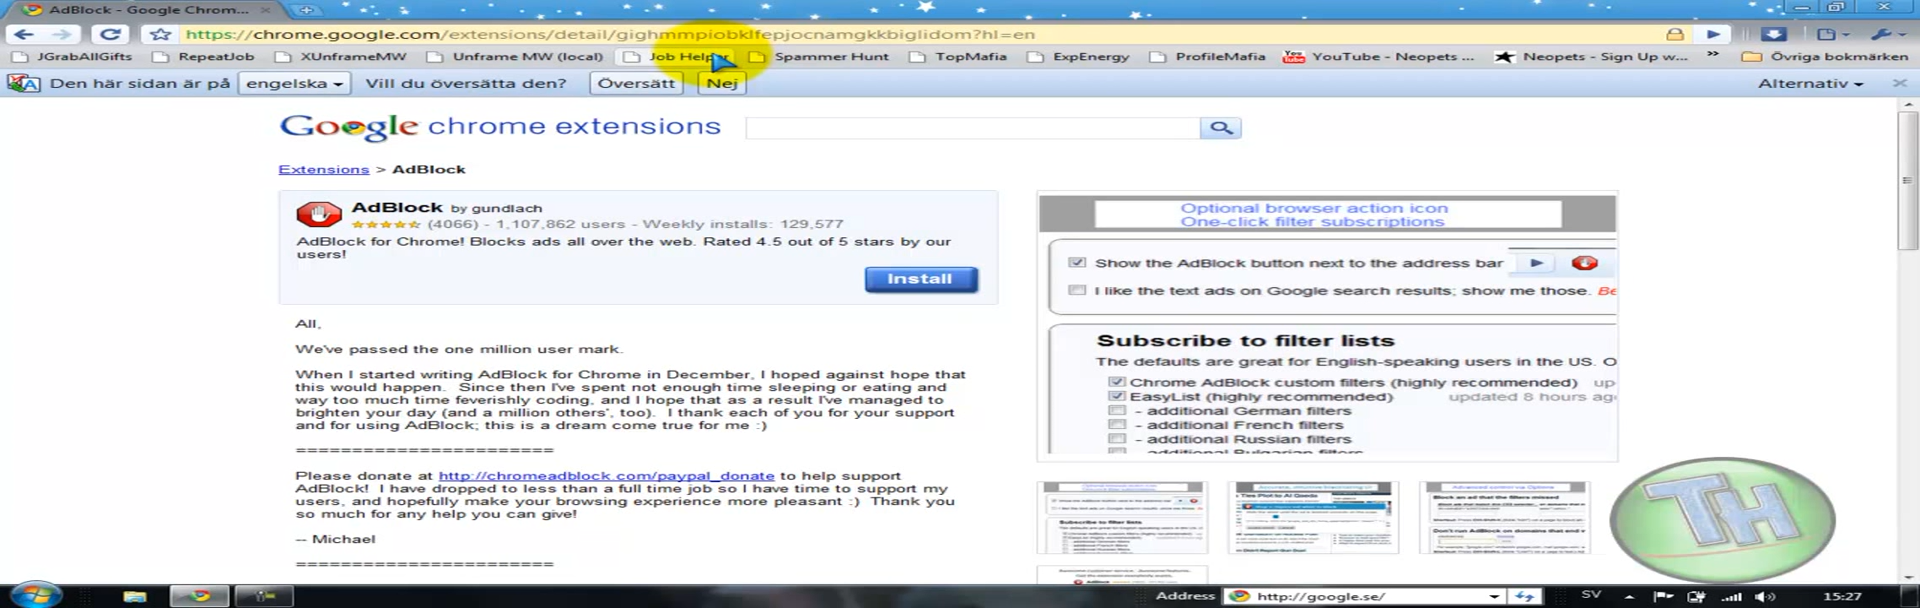 AdBlock - Google Chrom...
https://chrome.google.com/extensions/detail/gighmmpiobklfepjocnamgkkbiglidom?hl=en
JGrabAllGifts RepeatJob XUnframeMW Unframe MW (local) Job Helper Spammer Hunt TopMafia ExpEnergy ProfileMafia YouTube - Neopets ... Neopets - Sign Up w... » Övriga bokmärken
Den här sidan är på engelska Vill du översätta den? Översätt Nej Alternativ
Google chrome extensions
Extensions > AdBlock
AdBlock by gundlach
(4066) - 1,107,862 users - Weekly installs: 129,577
AdBlock for Chrome! Blocks ads all over the web. Rated 4.5 out of 5 stars by our
users!
Install
All,
We've passed the one million user mark.
When I started writing AdBlock for Chrome in December, I hoped against hope that
this would happen. Since then I've spent not enough time sleeping or eating and
way too much time feverishly coding, and I hope that as a result I've managed to
brighten your day (and a million others', too). I thank each of you for your support
and for using AdBlock; this is a dream come true for me :)
=======================
Please donate at http://chromeadblock.com/paypal_donate to help support
AdBlock! I have dropped to less than a full time job so I have time to support my
users, and hopefully make your browsing experience more pleasant :) Thank you
so much for any help you can give!
-- Michael
=======================
Optional browser action icon
One-click filter subscriptions
Show the AdBlock button next to the address bar
I like the text ads on Google search results; show me those. Be
Subscribe to filter lists
The defaults are great for English-speaking users in the US. O
Chrome AdBlock custom filters (highly recommended) up
EasyList (highly recommended) updated 8 hours ag
- additional German filters
- additional French filters
- additional Russian filters
- additional Bulgarian filters
Subscribe to filter lists
TH
Address http://google.se/ SV 15:27